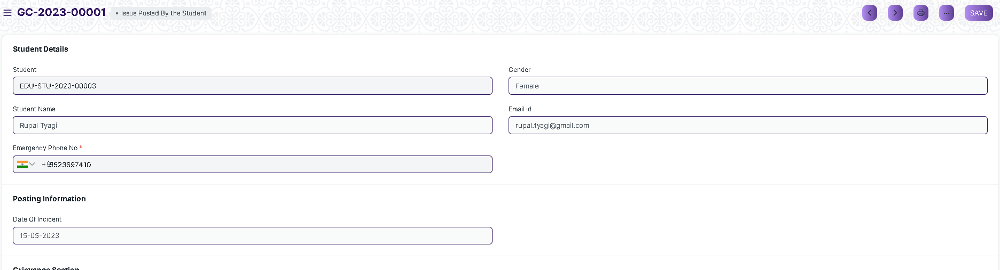 GC-2023-00001
Issue Posted By the Student
SAVE
Student Details
Student
Gender
EDU-STU-2023-00003
Female
Student Name
Email id
Rupal Tyagi
rupal.tyagi@gmail.com
Emergency Phone No *
Posting Information
Date Of Incident
15-05-2023
Grievance Section